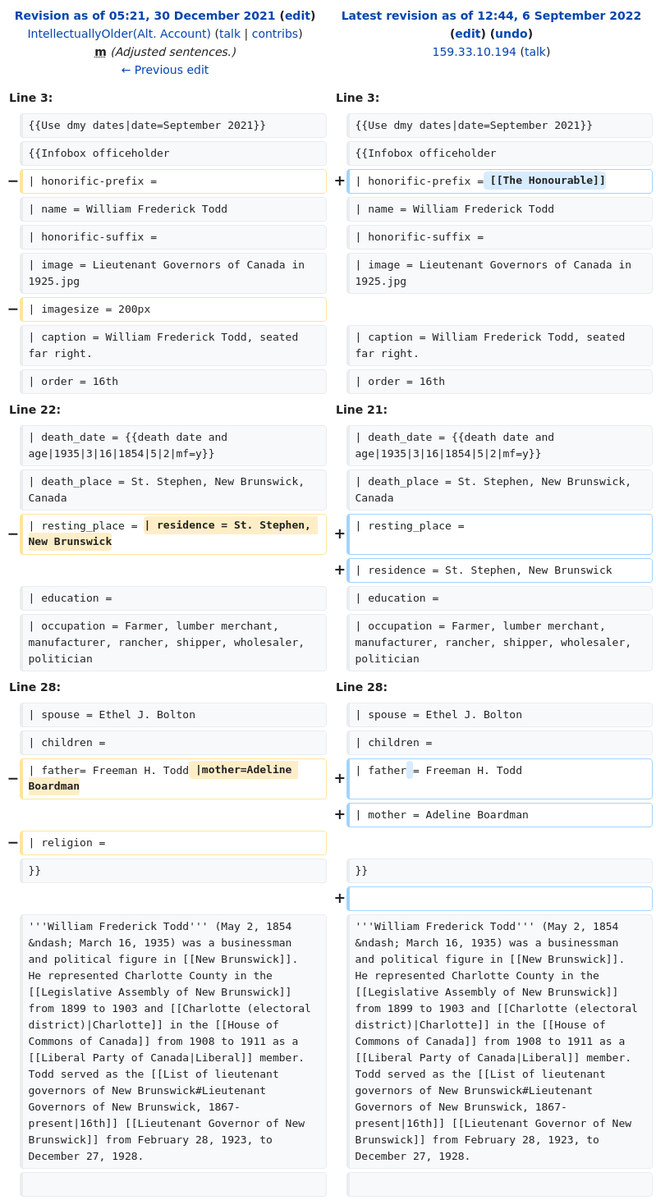 Revision as of 05:21, 30 December 2021 (edit)
IntellectuallyOlder(Alt. Account) (talk | contribs)
m (Adjusted sentences.)
← Previous edit
Latest revision as of 12:44, 6 September 2022
(edit) (undo)
159.33.10.194 (talk)
Line 3:
Line 3:
{{Use dmy dates|date=September 2021}}
{{Use dmy dates|date=September 2021}}
{{Infobox officeholder
{{Infobox officeholder
− | honorific-prefix =
+ | honorific-prefix = [[The Honourable]]
| name = William Frederick Todd
| name = William Frederick Todd
| honorific-suffix =
| honorific-suffix =
| image = Lieutenant Governors of Canada in
1925.jpg
| image = Lieutenant Governors of Canada in
1925.jpg
− | imagesize = 200px
| caption = William Frederick Todd, seated
far right.
| caption = William Frederick Todd, seated
far right.
| order = 16th
| order = 16th
Line 22:
Line 21:
| death_date = {{death date and
age|1935|3|16|1854|5|2|mf=y}}
| death_date = {{death date and
age|1935|3|16|1854|5|2|mf=y}}
| death_place = St. Stephen, New Brunswick,
Canada
| death_place = St. Stephen, New Brunswick,
Canada
− | resting_place = | residence = St. Stephen,
New Brunswick
+ | resting_place =
+ | residence = St. Stephen, New Brunswick
| education =
| education =
| occupation = Farmer, lumber merchant,
manufacturer, rancher, shipper, wholesaler,
politician
| occupation = Farmer, lumber merchant,
manufacturer, rancher, shipper, wholesaler,
politician
Line 28:
Line 28:
| spouse = Ethel J. Bolton
| spouse = Ethel J. Bolton
| children =
| children =
− | father= Freeman H. Todd |mother=Adeline
Boardman
+ | father = Freeman H. Todd
+ | mother = Adeline Boardman
− | religion =
}}
}}
+
'''William Frederick Todd''' (May 2, 1854
&ndash; March 16, 1935) was a businessman
and political figure in [[New Brunswick]].
He represented Charlotte County in the
[[Legislative Assembly of New Brunswick]]
from 1899 to 1903 and [[Charlotte (electoral
district)|Charlotte]] in the [[House of
Commons of Canada]] from 1908 to 1911 as a
[[Liberal Party of Canada|Liberal]] member.
Todd served as the [[List of lieutenant
governors of New Brunswick#Lieutenant
Governors of New Brunswick, 1867-
present|16th]] [[Lieutenant Governor of New
Brunswick]] from February 28, 1923, to
December 27, 1928.
'''William Frederick Todd''' (May 2, 1854
&ndash; March 16, 1935) was a businessman
and political figure in [[New Brunswick]].
He represented Charlotte County in the
[[Legislative Assembly of New Brunswick]]
from 1899 to 1903 and [[Charlotte (electoral
district)|Charlotte]] in the [[House of
Commons of Canada]] from 1908 to 1911 as a
[[Liberal Party of Canada|Liberal]] member.
Todd served as the [[List of lieutenant
governors of New Brunswick#Lieutenant
Governors of New Brunswick, 1867-
present|16th]] [[Lieutenant Governor of New
Brunswick]] from February 28, 1923, to
December 27, 1928.